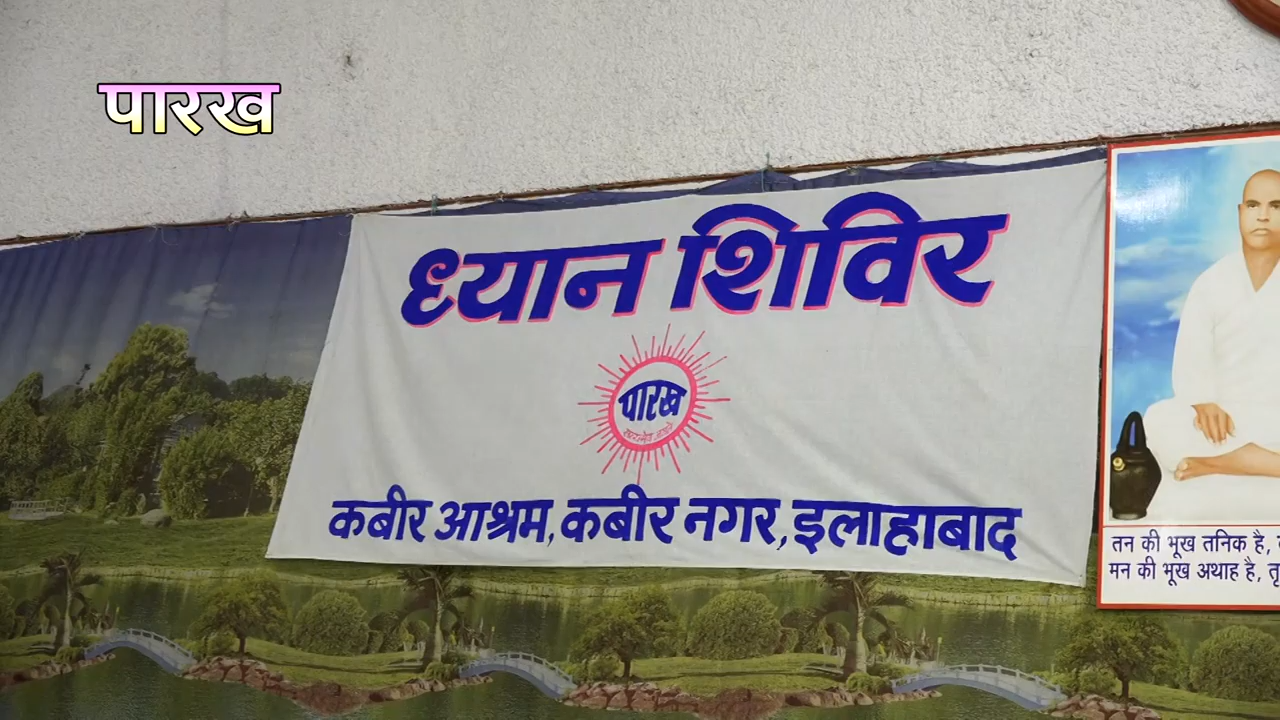 पारख
ध्यान शिविर
पारख
कबीर आश्रम, कबीर नगर, इलाहाबाद
तन की भूख तनिक है,
मन की भूख अथाह है,